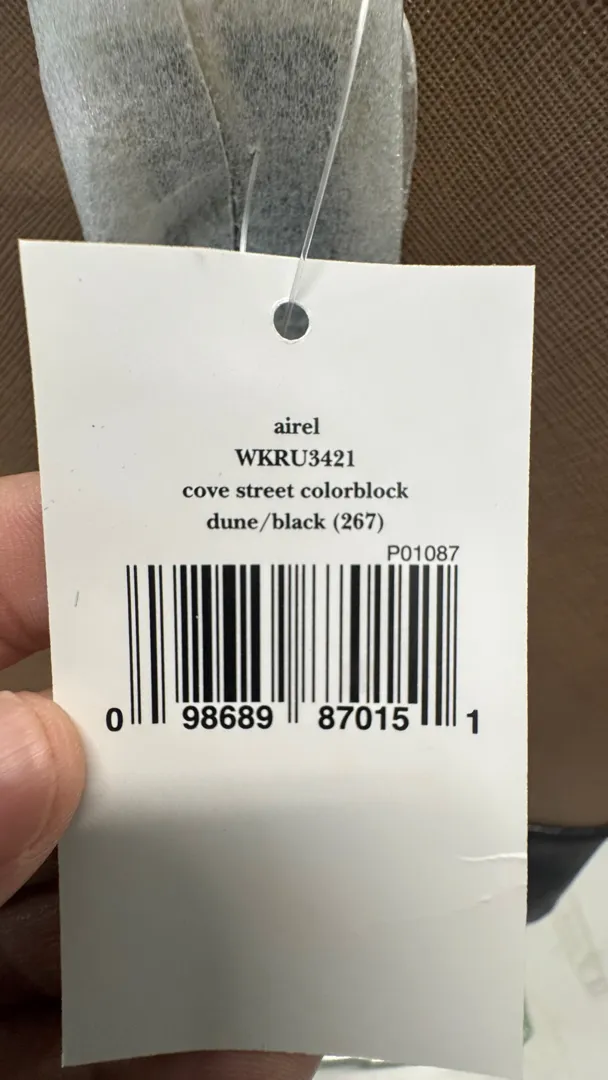 airel
WKRU3421
cove street colorblock
dune/black (267)
P01087
0 98689 87015 1